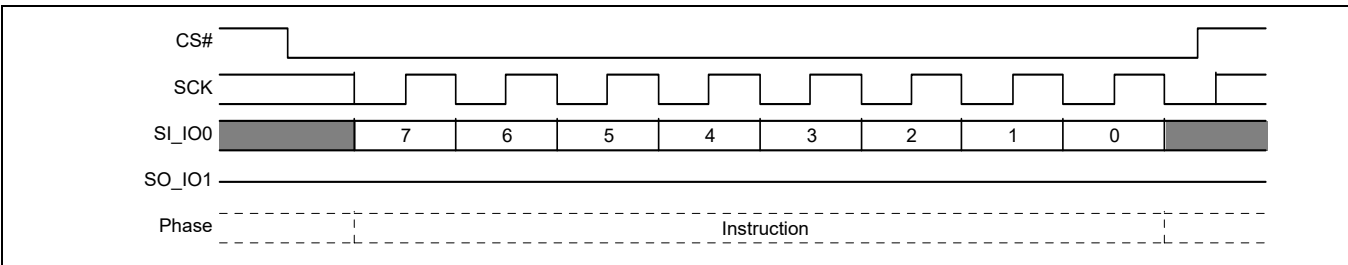 CS#
SCK
SI_IO0 7 6 5 4 3 2 1 0
SO_IO1
Phase Instruction